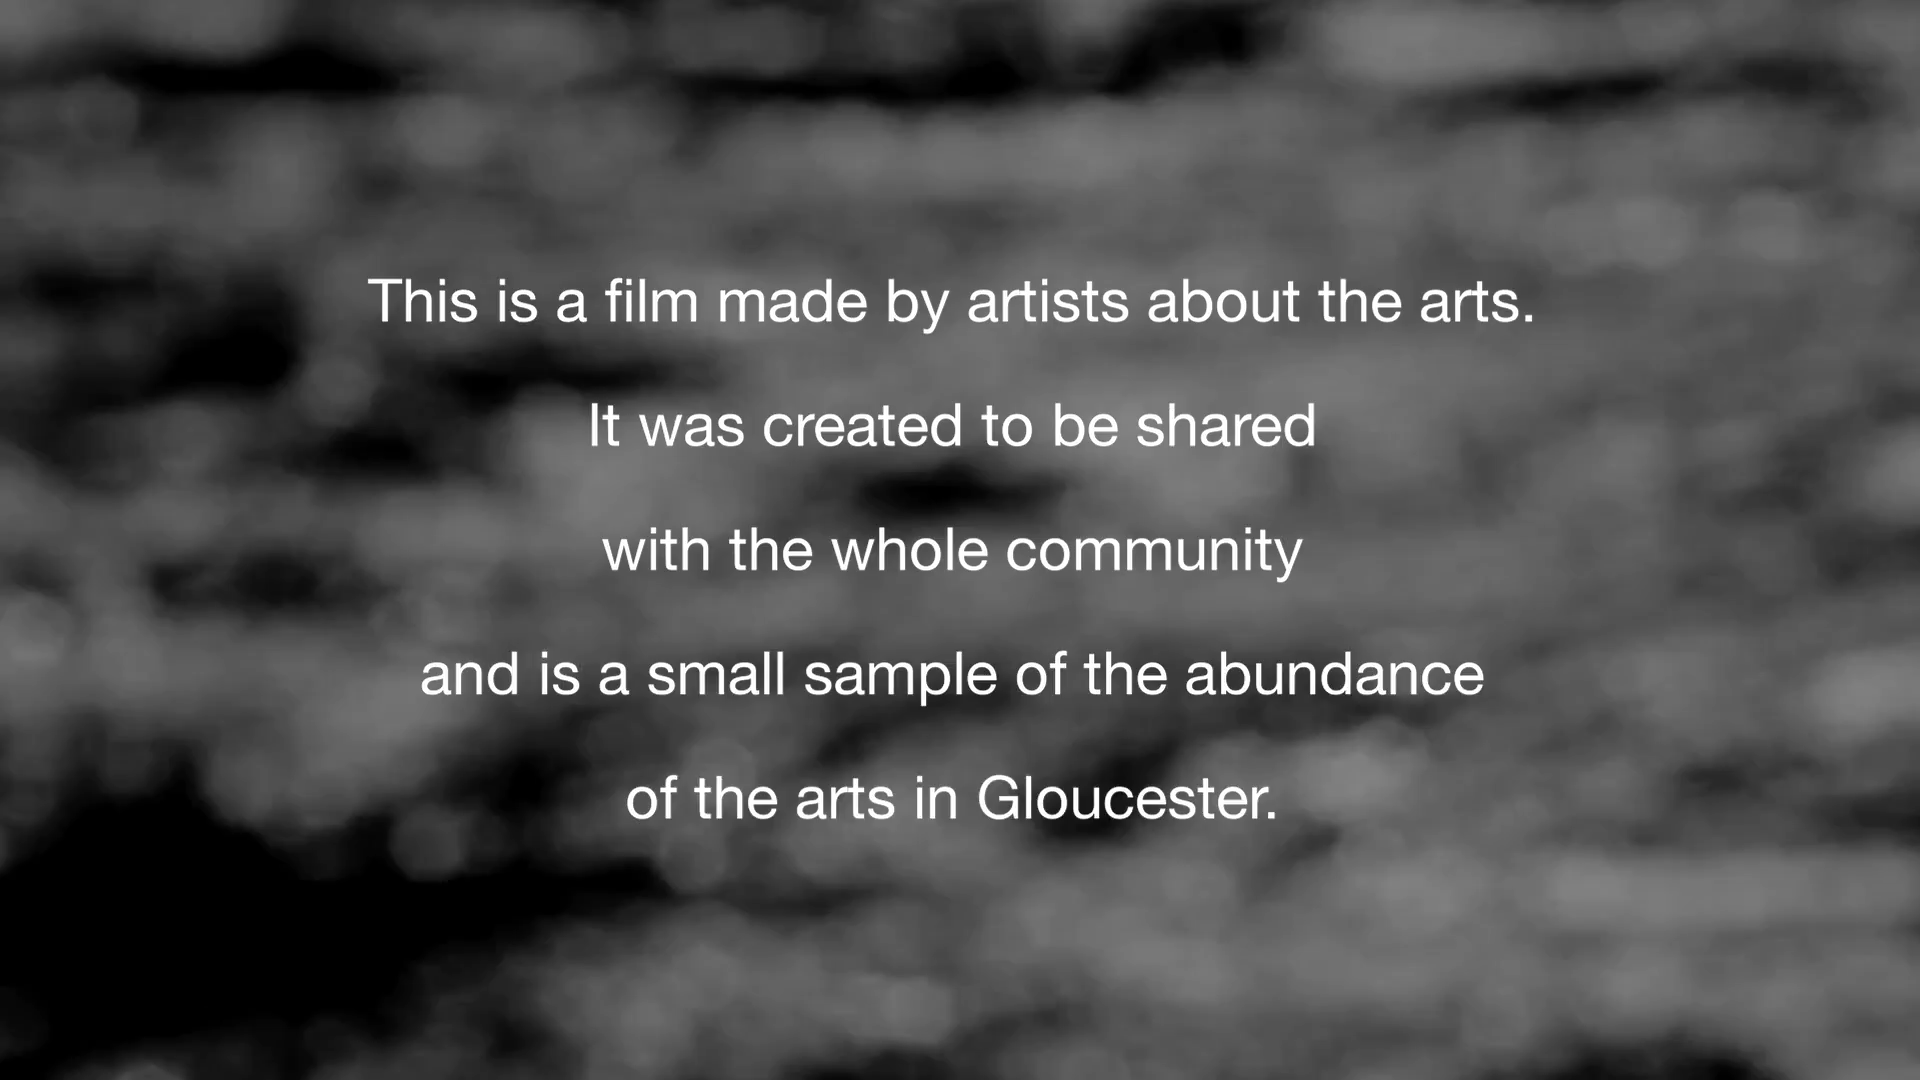 This is a film made by artists about the arts.
It was created to be shared
with the whole community
and is a small sample of the abundance
of the arts in Gloucester.